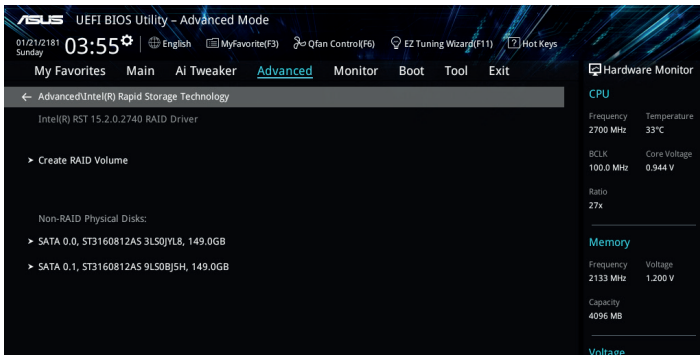 ASUS UEFI BIOS Utility – Advanced Mode
01/21/2181 Sunday 03:55 English MyFavorite(F3) Qfan Control(F6) EZ Tuning Wizard(F11) ? Hot Keys
My Favorites Main Ai Tweaker Advanced Monitor Boot Tool Exit
← Advanced\Intel(R) Rapid Storage Technology
Intel(R) RST 15.2.0.2740 RAID Driver
➤ Create RAID Volume
Non-RAID Physical Disks:
➤ SATA 0.0, ST3160812AS 3LS0JYL8, 149.0GB
➤ SATA 0.1, ST3160812AS 9LS0BJ5H, 149.0GB
Hardware Monitor
CPU
Frequency Temperature
2700 MHz 33°C
BCLK Core Voltage
100.0 MHz 0.944 V
Ratio
27x
Memory
Frequency Voltage
2133 MHz 1.200 V
Capacity
4096 MB
Voltage